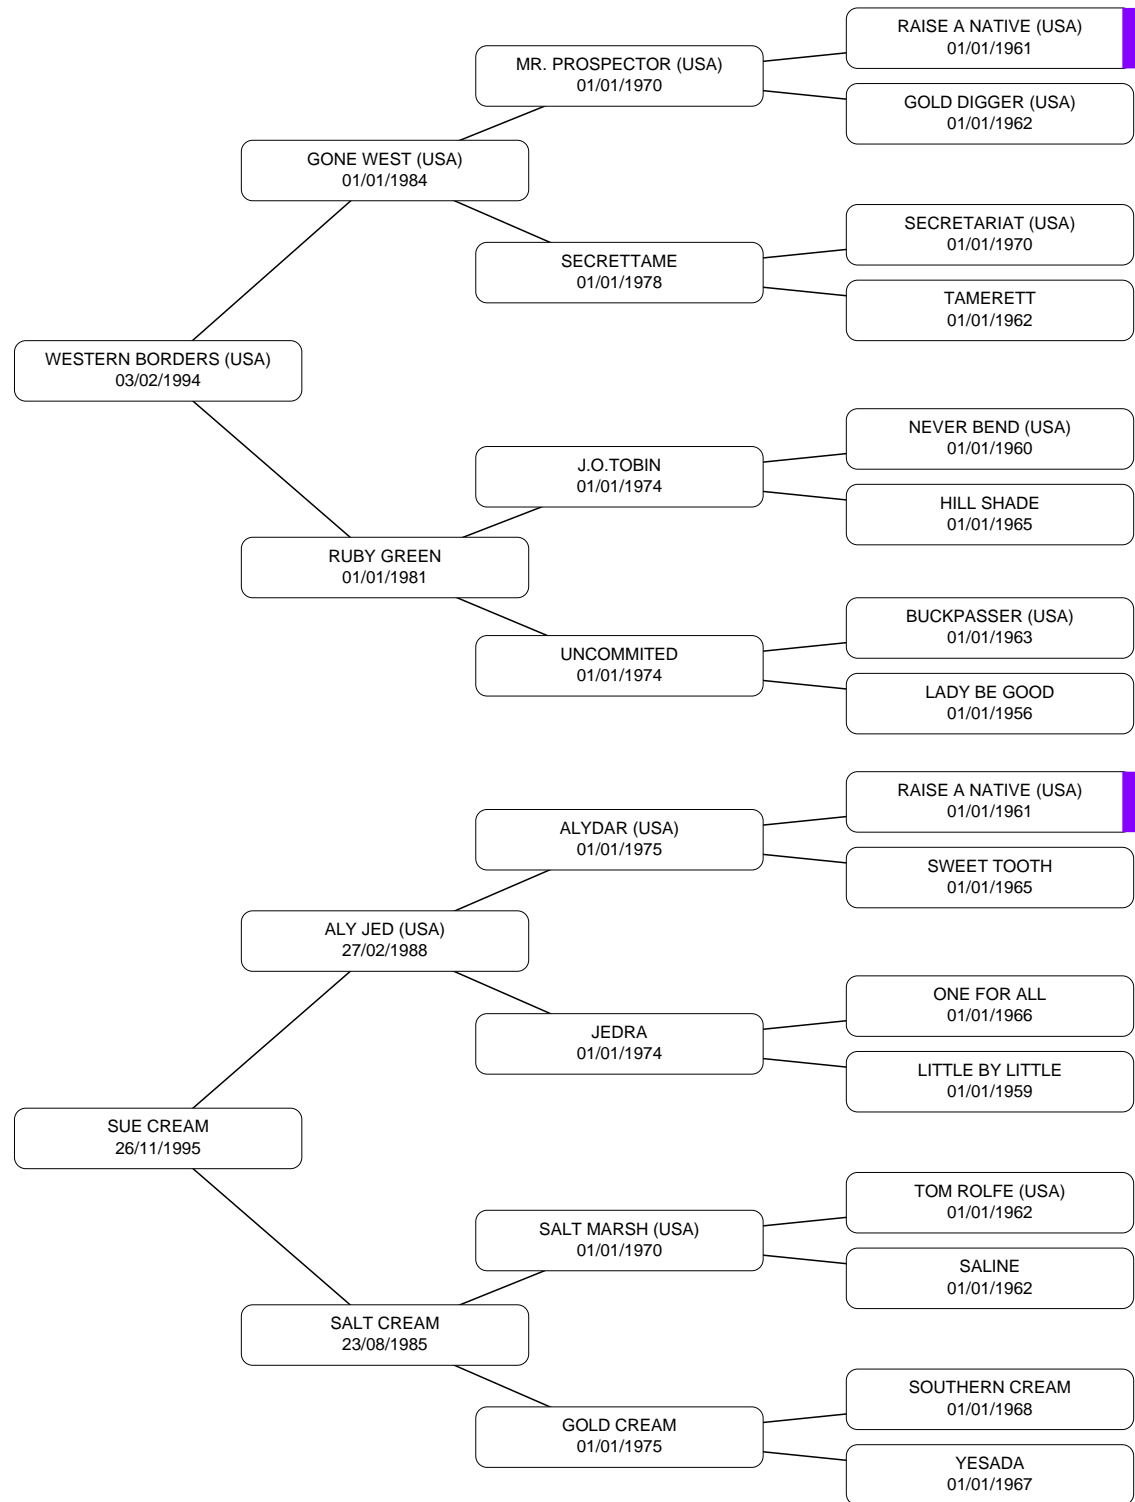 RAISE A NATIVE (USA)
01/01/1961
MR. PROSPECTOR (USA)
01/01/1970
GOLD DIGGER (USA)
01/01/1962
GONE WEST (USA)
01/01/1984
SECRETARIAT (USA)
01/01/1970
SECRETTAME
01/01/1978
TAMERETT
01/01/1962
WESTERN BORDERS (USA)
03/02/1994
NEVER BEND (USA)
01/01/1960
J.O.TOBIN
01/01/1974
HILL SHADE
01/01/1965
RUBY GREEN
01/01/1981
BUCKPASSER (USA)
01/01/1963
UNCOMMITED
01/01/1974
LADY BE GOOD
01/01/1956
RAISE A NATIVE (USA)
01/01/1961
ALYDAR (USA)
01/01/1975
SWEET TOOTH
01/01/1965
ALY JED (USA)
27/02/1988
ONE FOR ALL
01/01/1966
JEDRA
01/01/1974
LITTLE BY LITTLE
01/01/1959
SUE CREAM
26/11/1995
TOM ROLFE (USA)
01/01/1962
SALT MARSH (USA)
01/01/1970
SALINE
01/01/1962
SALT CREAM
23/08/1985
SOUTHERN CREAM
01/01/1968
GOLD CREAM
01/01/1975
YESADA
01/01/1967